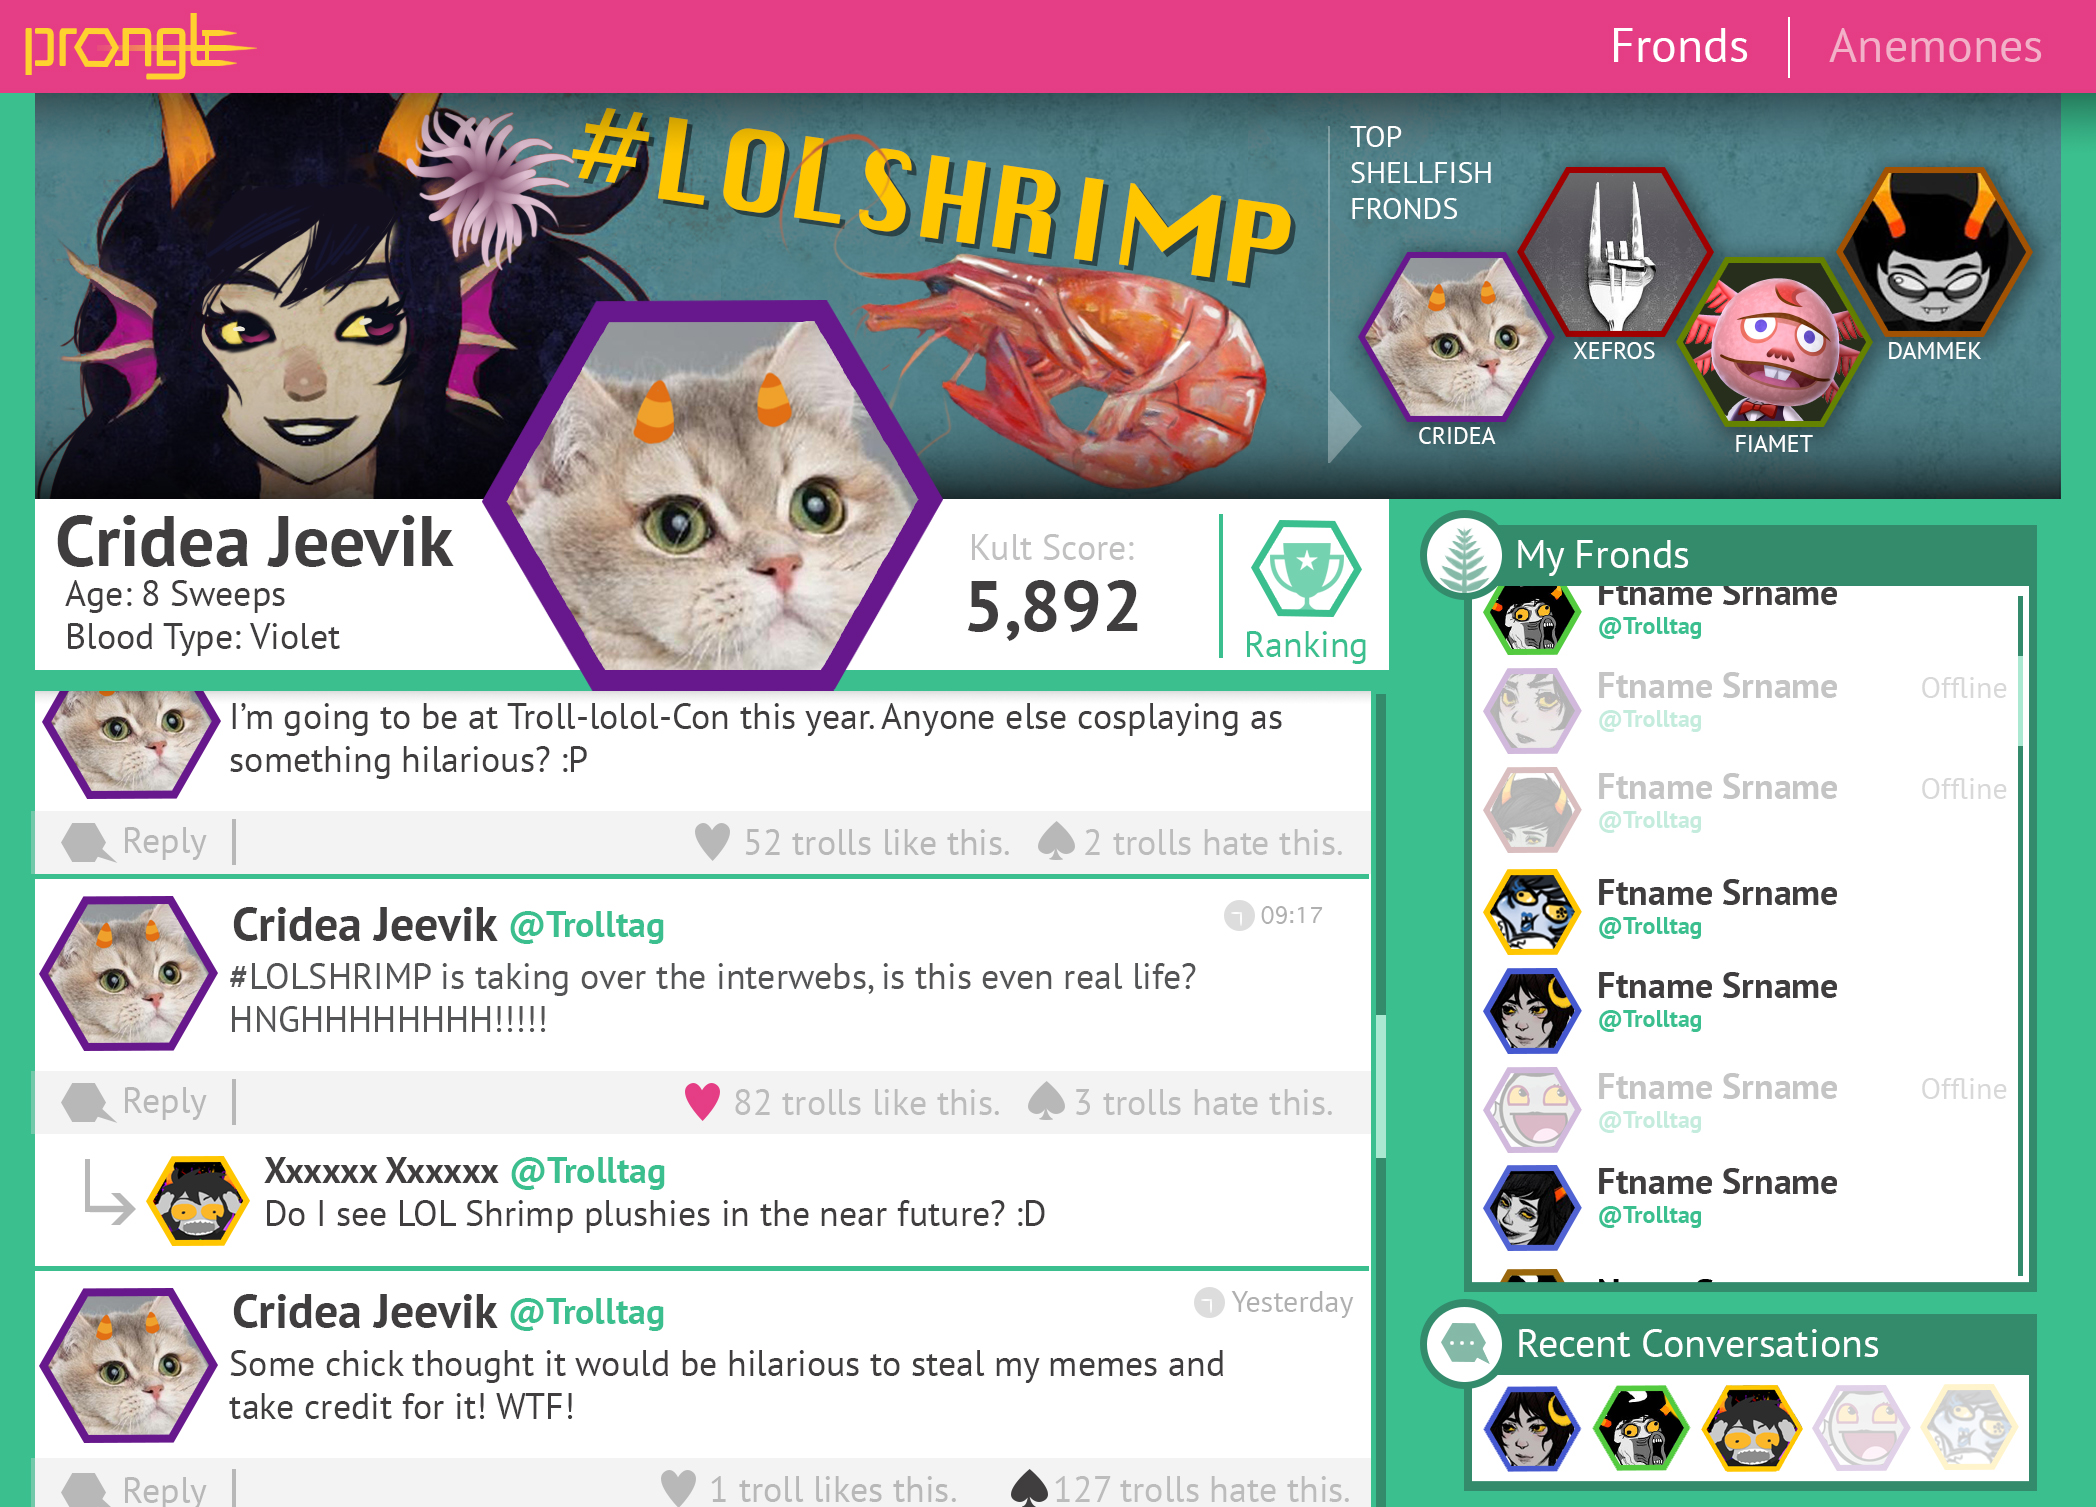 prongle
Fronds
Anemones
#LOLSHRIMP
TOP
SHELLFISH
FRONDS
CRIDEA
XEFROS
FIAMET
DAMMEK
Cridea Jeevik
Age: 8 Sweeps
Blood Type: Violet
Kult Score:
5,892
Ranking
I'm going to be at Troll-lolol-Con this year. Anyone else cosplaying as
something hilarious? :P
Reply
52 trolls like this.
2 trolls hate this.
Cridea Jeevik @Trolltag
09:17
#LOLSHRIMP is taking over the interwebs, is this even real life?
HNGHHHHHHHH!!!!!
Reply
82 trolls like this.
3 trolls hate this.
Xxxxxx Xxxxxx @Trolltag
Do I see LOL Shrimp plushies in the near future? :D
Cridea Jeevik @Trolltag
Yesterday
Some chick thought it would be hilarious to steal my memes and
take credit for it! WTF!
Reply
1 troll likes this.
127 trolls hate this.
My Fronds
Ftname Srname
@Trolltag
Ftname Srname
Offline
@Trolltag
Ftname Srname
Offline
@Trolltag
Ftname Srname
@Trolltag
Ftname Srname
@Trolltag
Ftname Srname
Offline
@Trolltag
Ftname Srname
@Trolltag
Recent Conversations